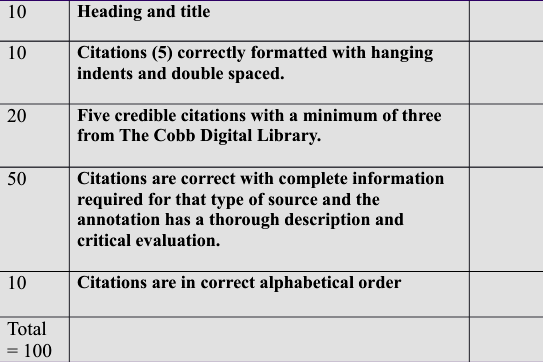 10 Heading and title
10 Citations (5) correctly formatted with hanging
indents and double spaced.
20 Five credible citations with a minimum of three
from The Cobb Digital Library.
50 Citations are correct with complete information
required for that type of source and the
annotation has a thorough description and
critical evaluation.
10 Citations are in correct alphabetical order
Total
= 100